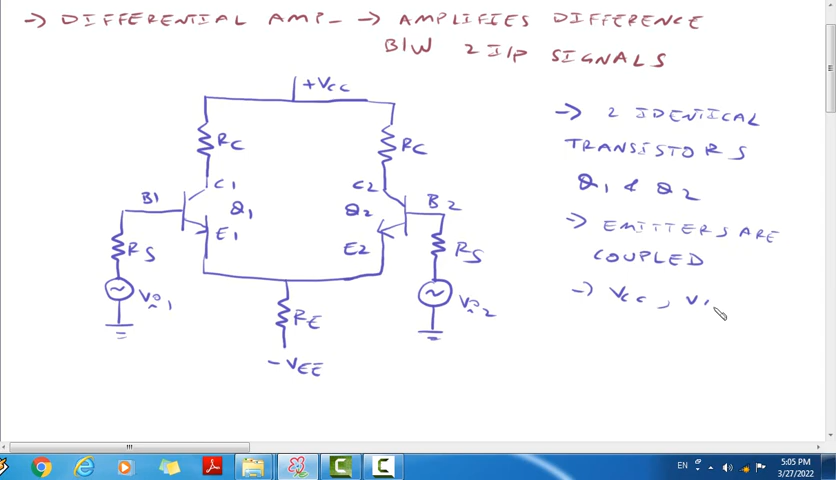 → DIFFERENTIAL AMP - → AMPLIFIES DIFFERENCE
B/W 2 I/P SIGNALS
+VCC
RC
RC
C1
C2
B1
Q1
Q2
B2
E1
E2
RS
RS
Vi1
Vi2
RE
-VEE
→ 2 IDENTICAL
TRANSISTORS
Q1 & Q2
→ EMITTERS ARE
COUPLED
→ VCC, V
EN
5:05 PM
3/27/2022